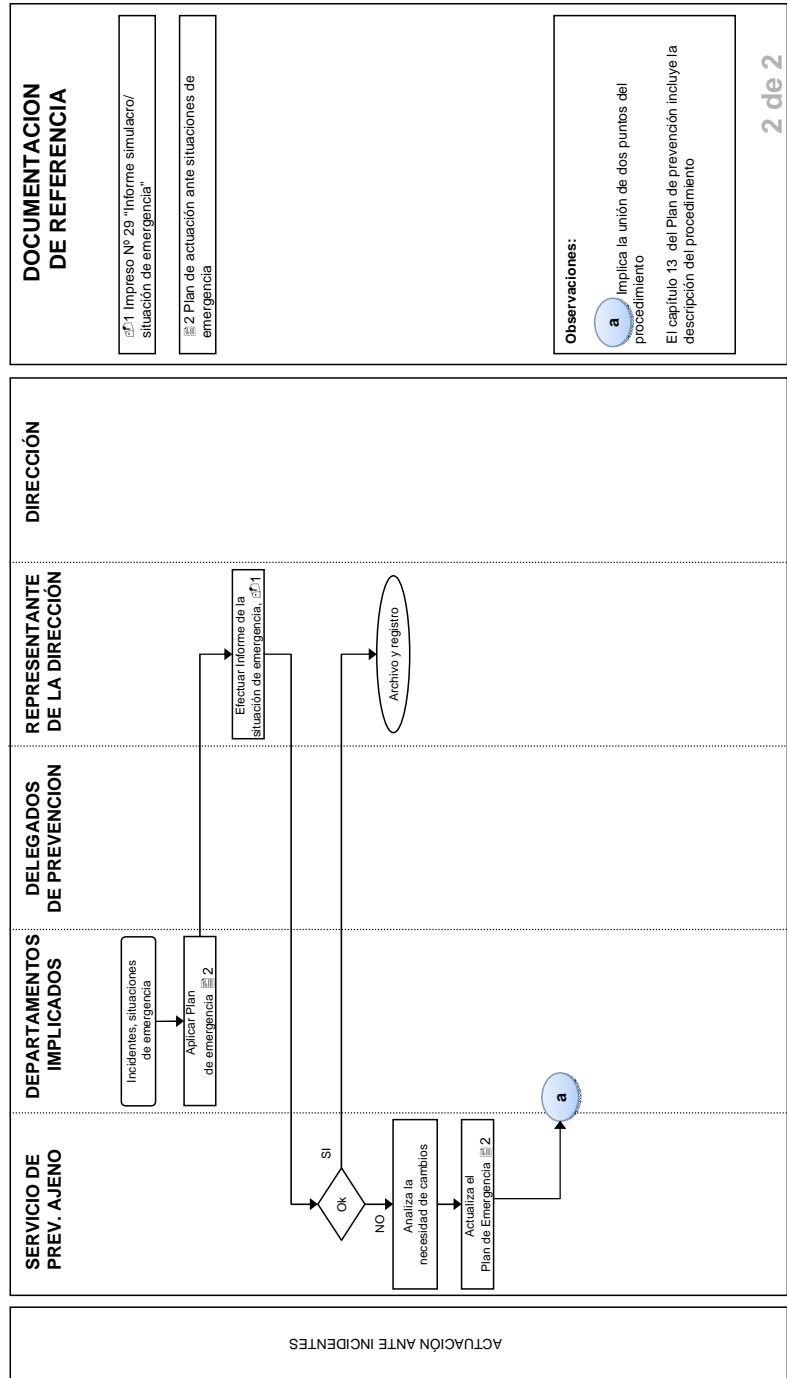 ACTUACIÓN ANTE INCIDENTES
SERVICIO DE
PREV. AJENO
DEPARTAMENTOS
IMPLICADOS
DELEGADOS
DE PREVENCION
REPRESENTANTE
DE LA DIRECCIÓN
DIRECCIÓN
Incidentes, situaciones
de emergencia
Aplicar Plan
de emergencia 2
Efectuar Informe de la
situación de emergencia, 1
Ok
SI
NO
Archivo y registro
Analiza la
necesidad de cambios
Actualiza el
Plan de Emergencia 2
a
DOCUMENTACION
DE REFERENCIA
1 Impreso Nº 29 “Informe simulacro/
situación de emergencia”
2 Plan de actuación ante situaciones de
emergencia
Observaciones:
a Implica la unión de dos puntos del
procedimiento
El capítulo 13 del Plan de prevención incluye la
descripción del procedimiento
2 de 2